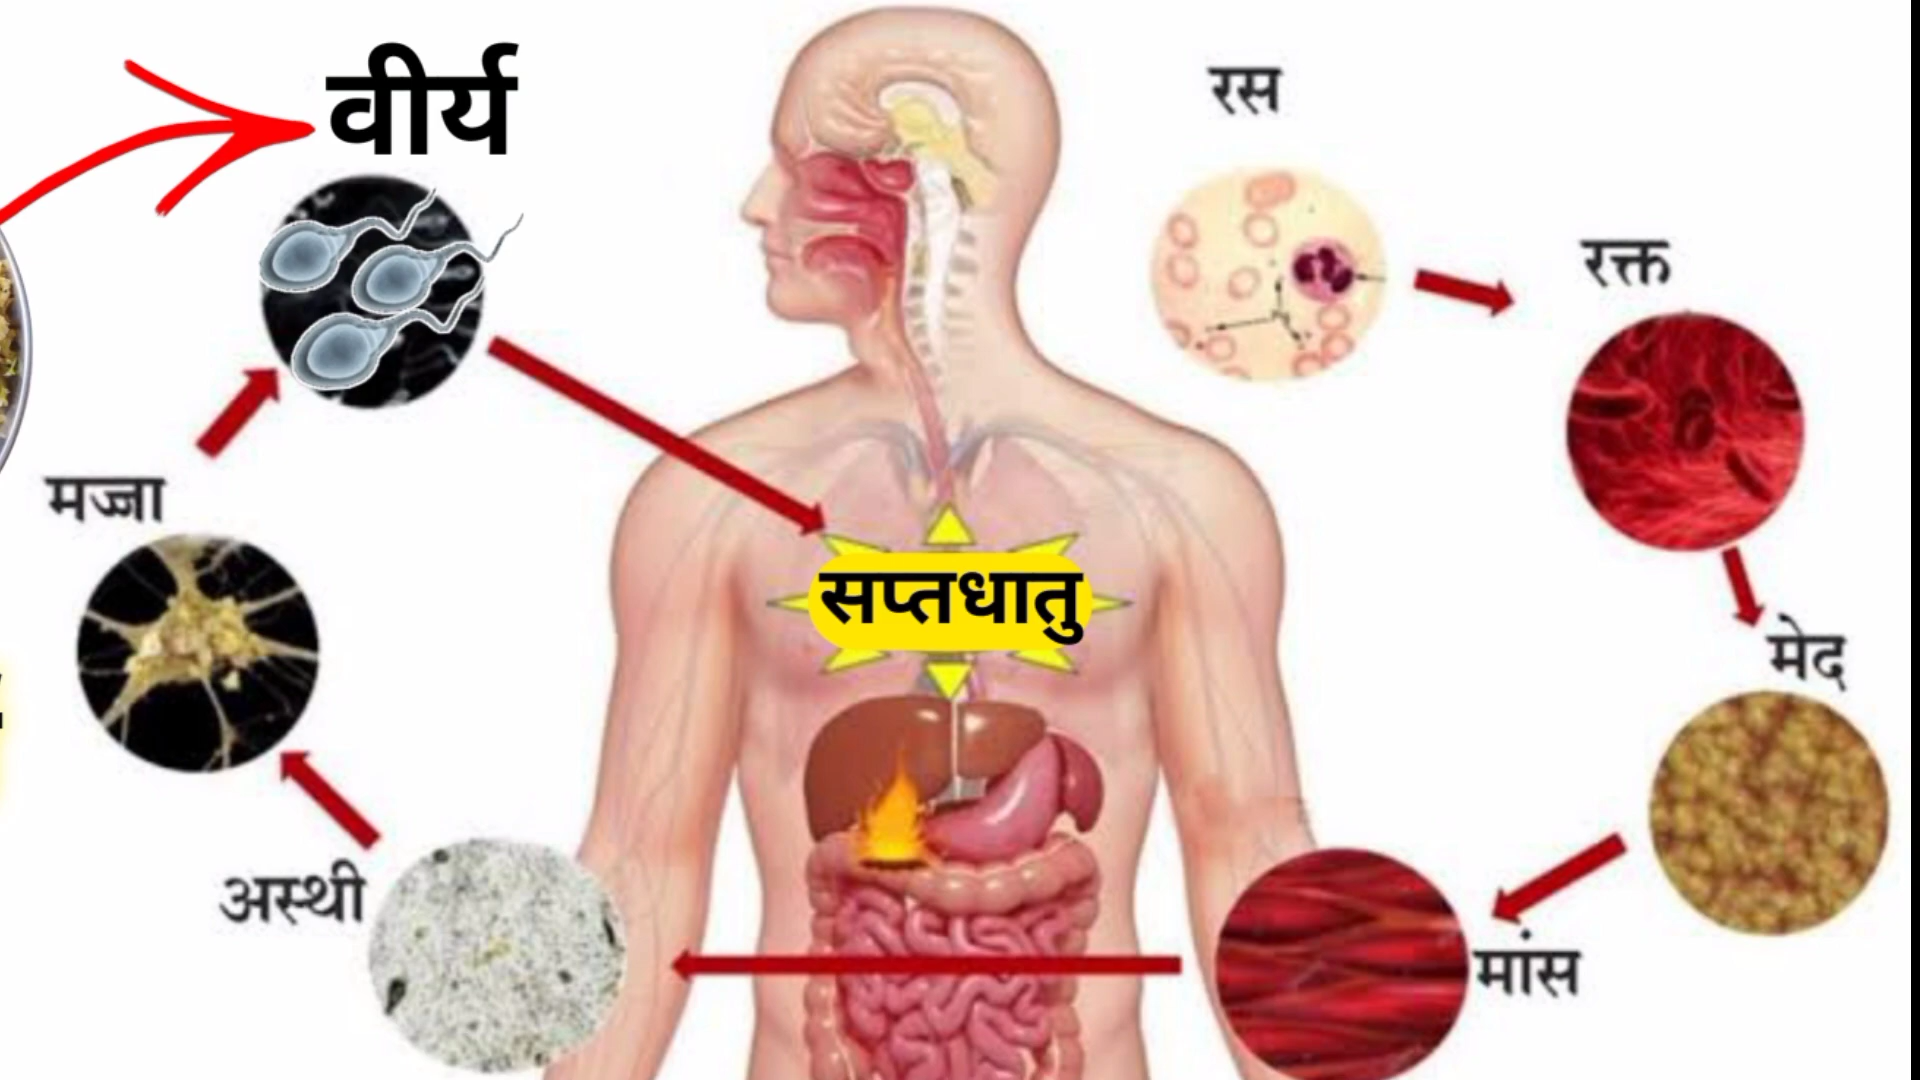 वीर्य
रस
रक्त
मेद
मांस
अस्थी
मज्जा
सप्तधातु